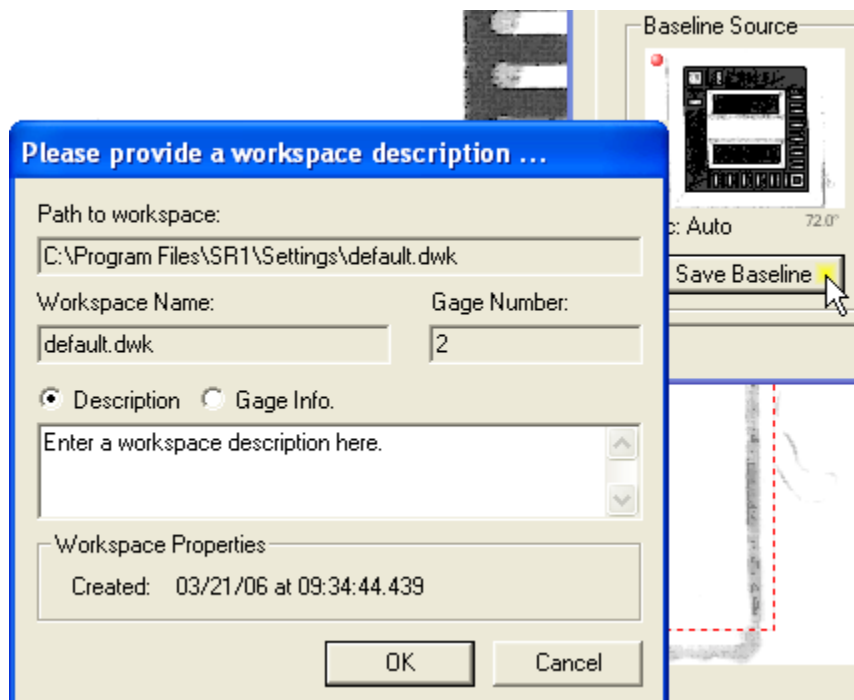 Baseline Source
Please provide a workspace description ...
Path to workspace:
C:\Program Files\SR1\Settings\default.dwk
c: Auto
72.0°
Save Baseline
Workspace Name:
Gage Number:
default.dwk
2
Description
Gage Info.
Enter a workspace description here.
Workspace Properties
Created: 03/21/06 at 09:34:44.439
OK
Cancel